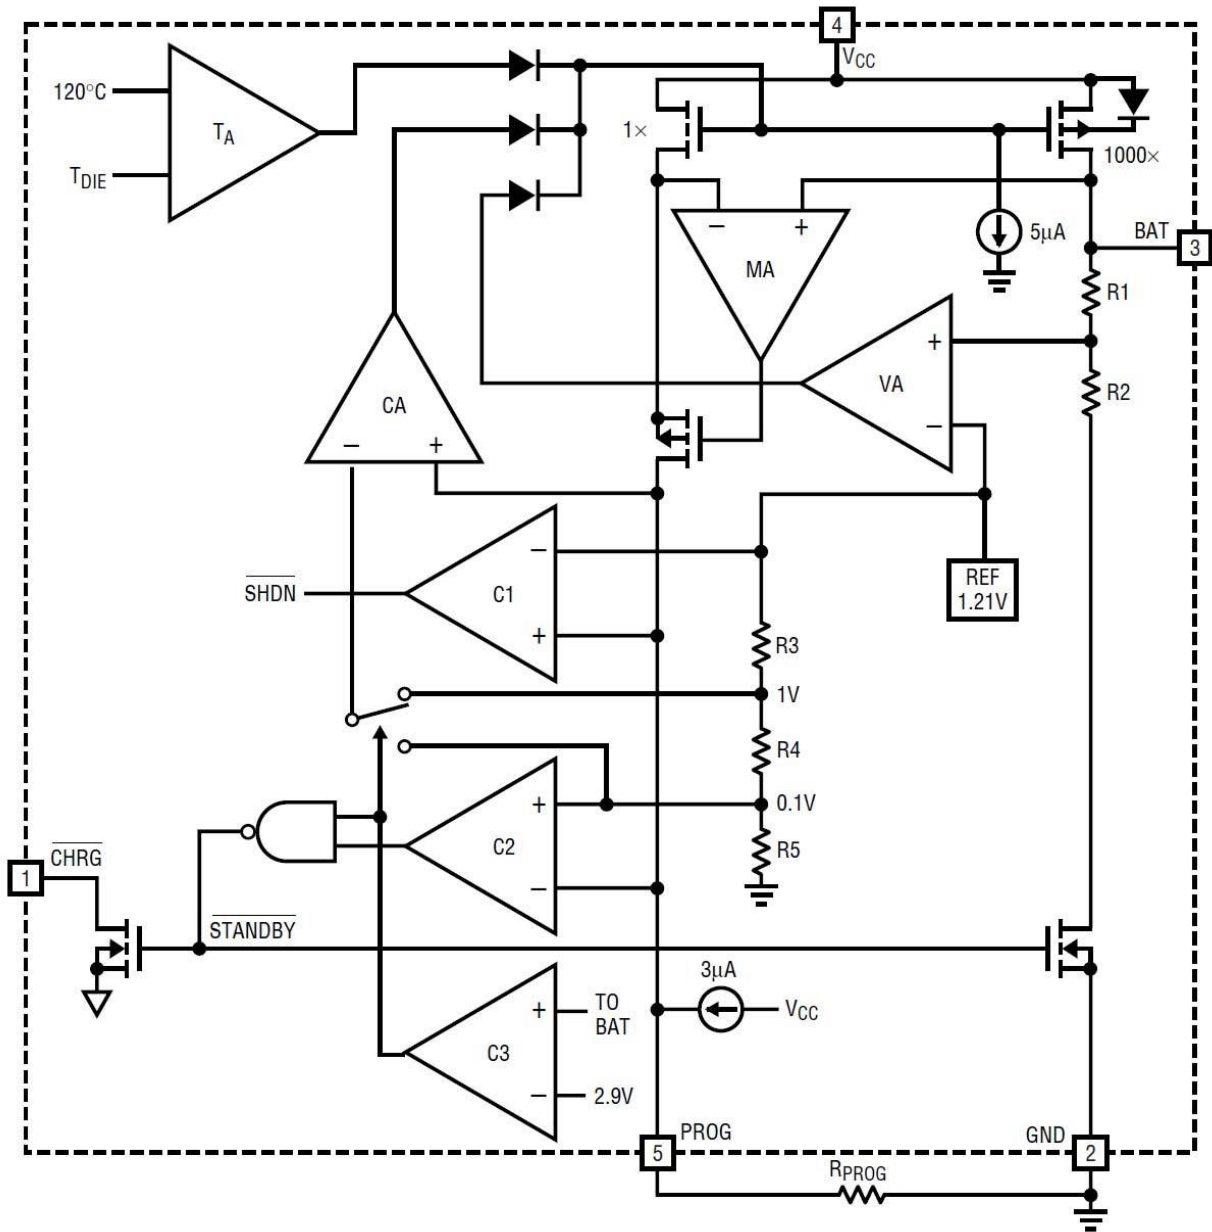 4
VCC
120°C
TA
TDIE
1×
1000×
− +
MA
5μA
BAT
3
R1
+
VA
R2
−
CA
− +
−
SHDN
C1
+
REF
1.21V
R3
1V
R4
+
0.1V
C2
R5
CHRG
1
−
STANDBY
3μA
+
TO
BAT
VCC
C3
−
2.9V
PROG
5
GND
2
RPROG